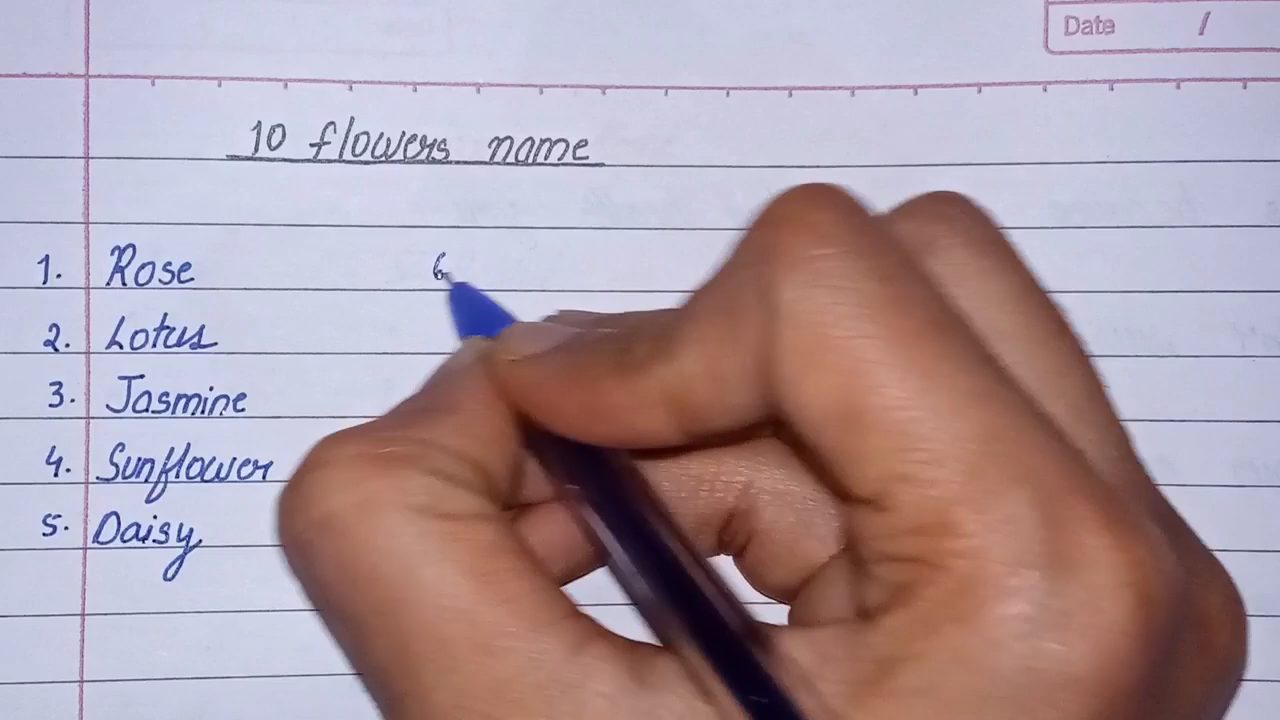 Date /
10 flowers name
1. Rose
2. Lotus
3. Jasmine
4. Sunflower
5. Daisy
6